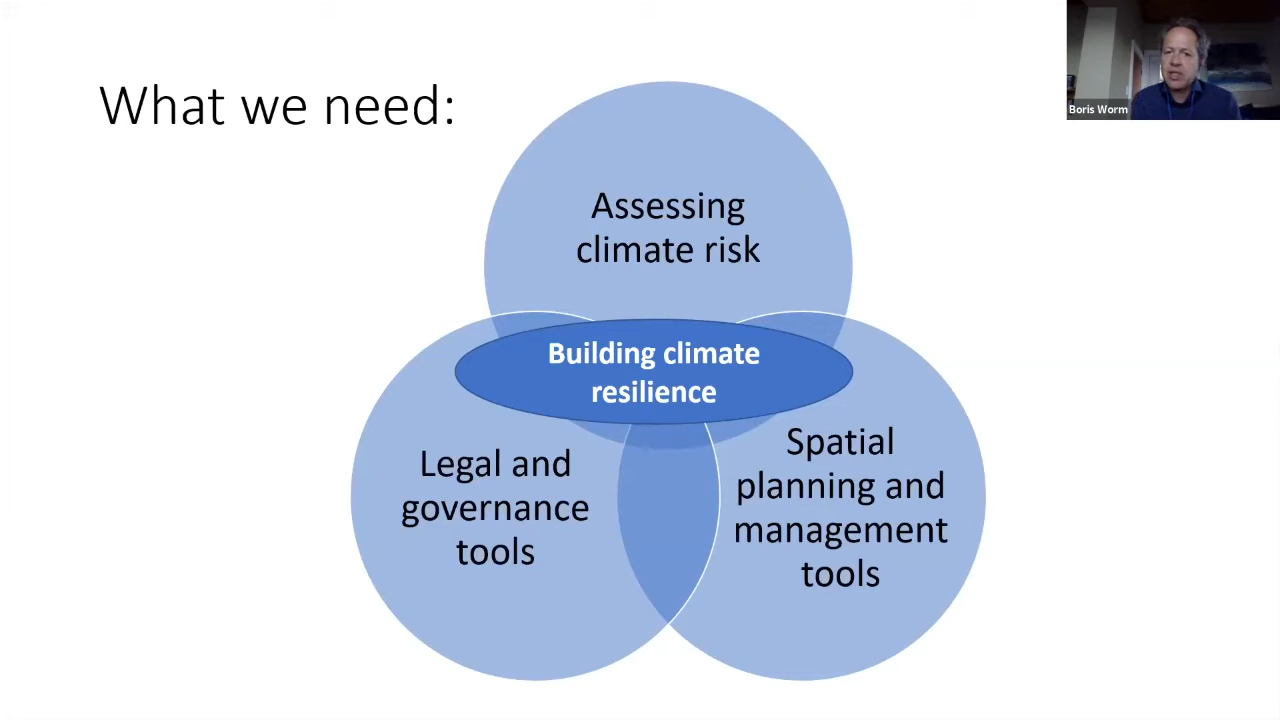 What we need:
Boris Worm
Assessing
climate risk
Building climate
resilience
Legal and
governance
tools
Spatial
planning and
management
tools